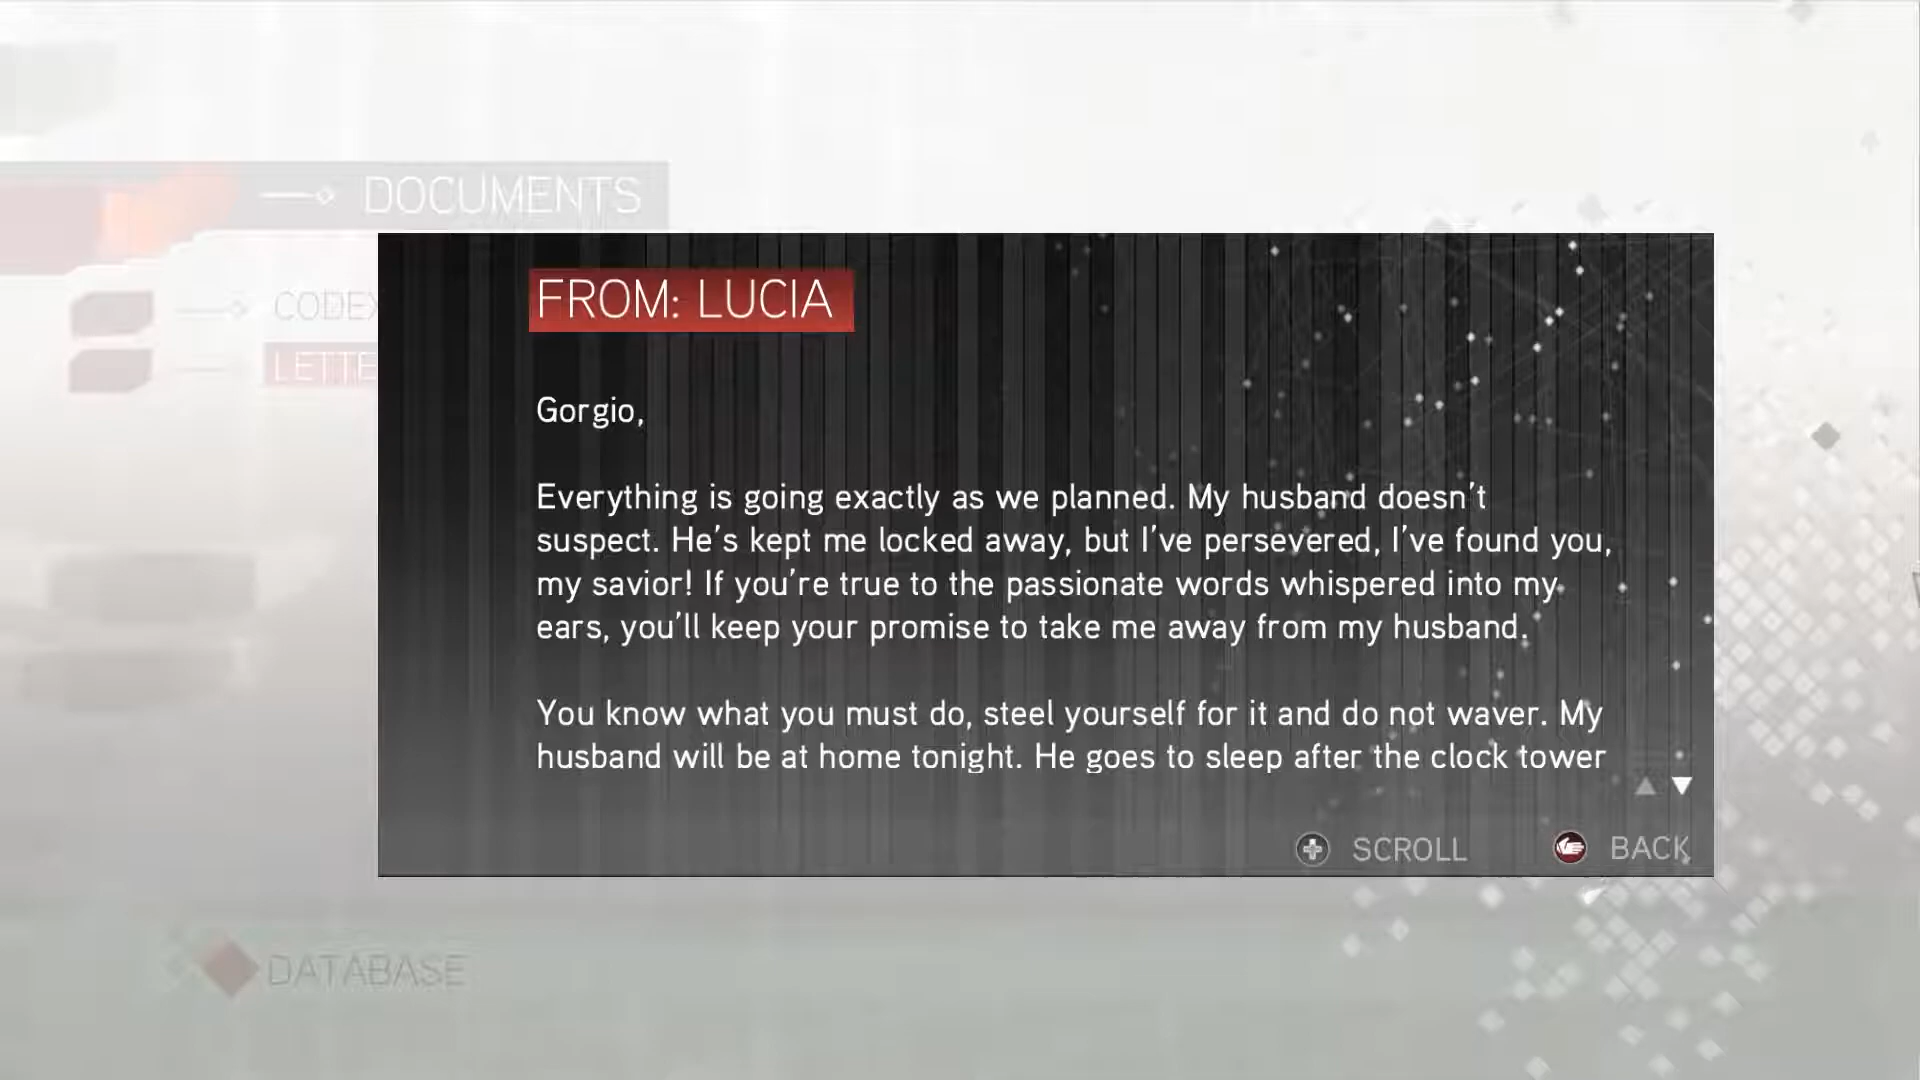 DOCUMENTS
FROM: LUCIA
CODEX
LETTE
Gorgio,
Everything is going exactly as we planned. My husband doesn't
suspect. He's kept me locked away, but I've persevered, I've found you,
my savior! If you're true to the passionate words whispered into my
ears, you'll keep your promise to take me away from my husband.
You know what you must do, steel yourself for it and do not waver. My
husband will be at home tonight. He goes to sleep after the clock tower
SCROLL
BACK
DATABASE